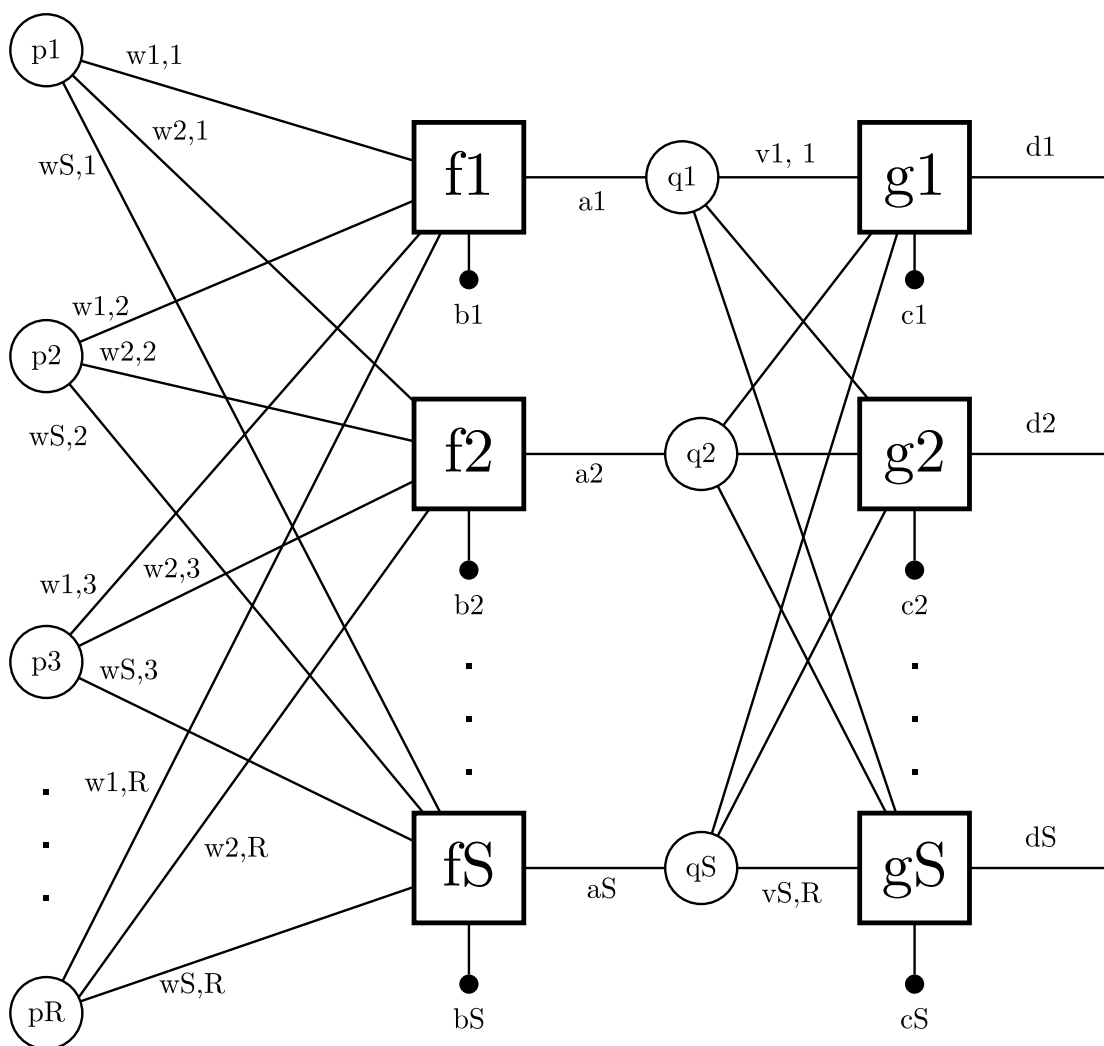 p1
w1,1
w2,1
wS,1
f1
a1
q1
v1, 1
g1
d1
b1
c1
w1,2
p2
w2,2
wS,2
f2
a2
q2
g2
d2
b2
c2
w1,3
w2,3
p3
wS,3
w1,R
w2,R
fS
aS
qS
vS,R
gS
dS
pR
wS,R
bS
cS